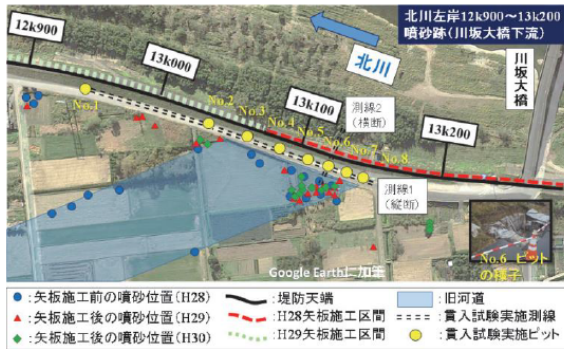 北川左岸12k900～13k200
噴砂跡(川坂大橋下流)
12k900
13k000
北川
川坂大橋
No.1
No.2
No.3
No.4
No.5
No.6
No.7
No.8
13k100
測線2
(横断)
13k200
測線1
(縦断)
No.6 ピット
の様子
Google Earthに加筆
:矢板施工前の噴砂位置(H28)
:堤防天端
:旧河道
:矢板施工後の噴砂位置(H29)
:H28矢板施工区間
:貫入試験実施測線
:矢板施工後の噴砂位置(H30)
:H29矢板施工区間
:貫入試験実施ピット